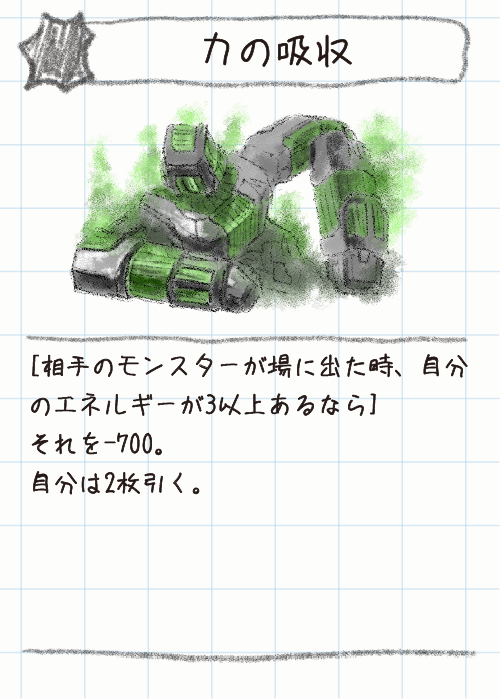 力の吸収
[相手のモンスターが場に出た時、自分
のエネルギーが3以上あるなら]
それを-700。
自分は2枚引く。